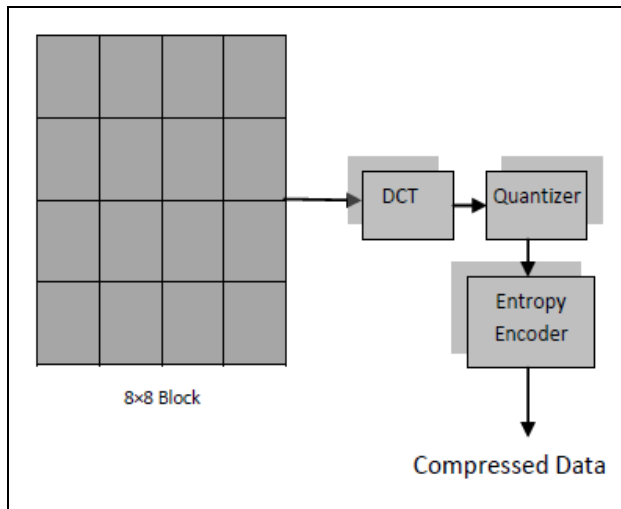 DCT
Quantizer
Entropy
Encoder
8×8 Block
Compressed Data